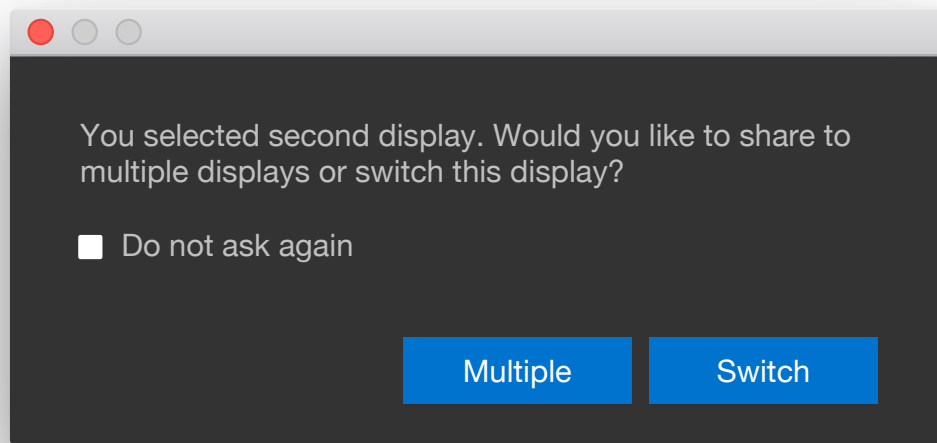 You selected second display. Would you like to share to
multiple displays or switch this display?
Do not ask again
Multiple
Switch